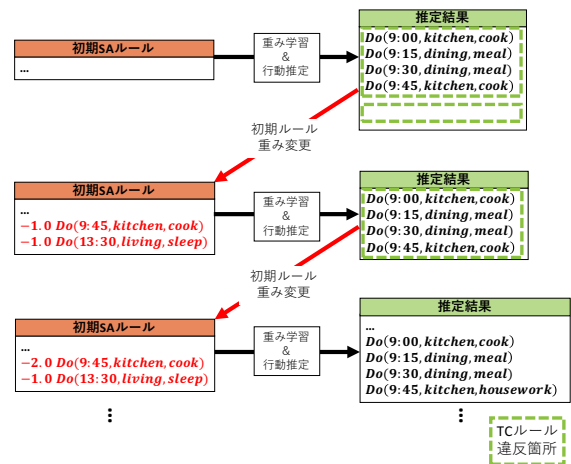 初期SAルール
...
重み学習
&
行動推定
推定結果
Do(9:00,kitchen,cook)
Do(9:15,dining,meal)
Do(9:30,dining,meal)
Do(9:45,kitchen,cook)
初期ルール
重み変更
初期SAルール
...
−1.0 Do(9:45,kitchen,cook)
−1.0 Do(13:30,living,sleep)
重み学習
&
行動推定
推定結果
Do(9:00,kitchen,cook)
Do(9:15,dining,meal)
Do(9:30,dining,meal)
Do(9:45,kitchen,cook)
初期ルール
重み変更
初期SAルール
...
−2.0 Do(9:45,kitchen,cook)
−1.0 Do(13:30,living,sleep)
重み学習
&
行動推定
推定結果
...
Do(9:00,kitchen,cook)
Do(9:15,dining,meal)
Do(9:30,dining,meal)
Do(9:45,kitchen,housework)
TCルール
違反箇所